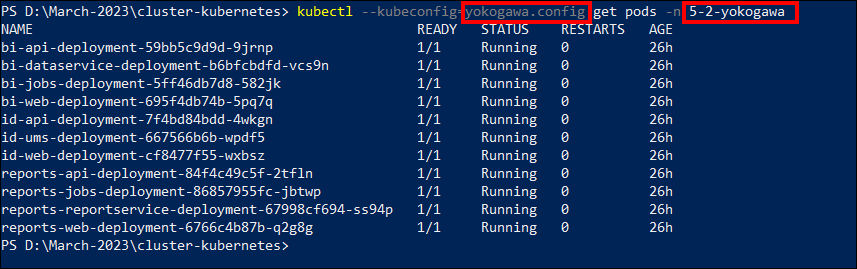 PS D:\March-2023\cluster-kubernetes> kubectl --kubeconfig=yokogawa.config get pods -n 5-2-yokogawa
NAME READY STATUS RESTARTS AGE
bi-api-deployment-59bb5c9d9d-9jrnp 1/1 Running 0 26h
bi-dataservice-deployment-b6bfcbdfd-vcs9n 1/1 Running 0 26h
bi-jobs-deployment-5ff46db7d8-582jk 1/1 Running 0 26h
bi-web-deployment-695f4db74b-5pq7q 1/1 Running 0 26h
id-api-deployment-7f4bd84bdd-4wkgn 1/1 Running 0 26h
id-ums-deployment-667566b6b-wpdf5 1/1 Running 0 26h
id-web-deployment-cf8477f55-wxbsz 1/1 Running 0 26h
reports-api-deployment-84f4c49c5f-2tfln 1/1 Running 0 26h
reports-jobs-deployment-86857955fc-jbtwp 1/1 Running 0 26h
reports-reportservice-deployment-67998cf694-ss94p 1/1 Running 0 26h
reports-web-deployment-6766c4b87b-q2g8g 1/1 Running 0 26h
PS D:\March-2023\cluster-kubernetes>